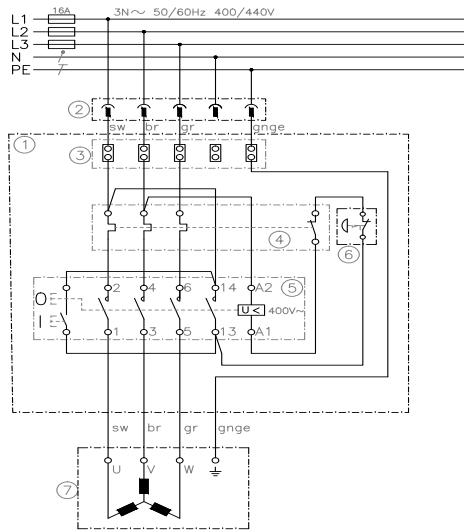 16A
3N~ 50/60Hz 400/440V
L1
L2
L3
N
PE
2
sw br gr gnge
1
3
4
6
5
2 4 6 14 A2
O
U< 400V~
I
1 3 5 13 A1
sw br gr gnge
U V W
7